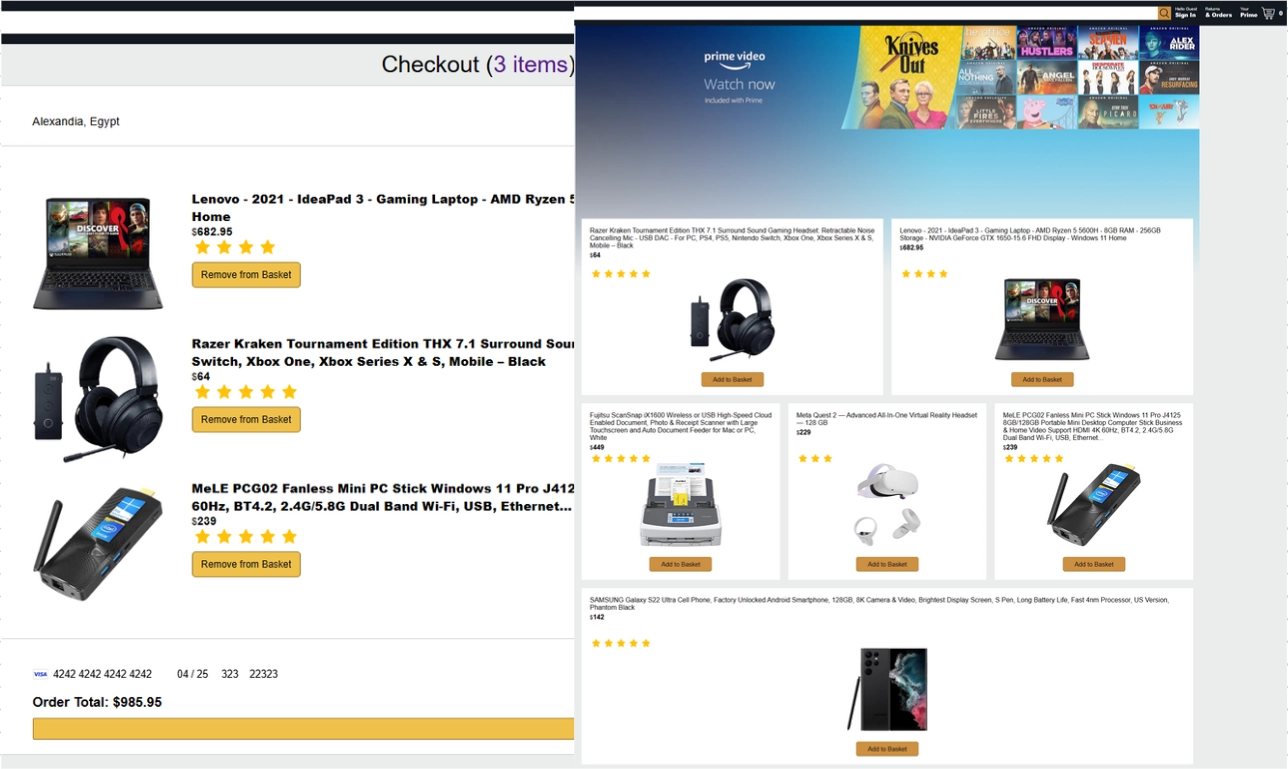 Checkout (3 items)
Alexandia, Egypt
Lenovo - 2021 - IdeaPad 3 - Gaming Laptop - AMD Ryzen 5
Home
$682.95
Remove from Basket
Razer Kraken Tournament Edition THX 7.1 Surround Soun
Switch, Xbox One, Xbox Series X & S, Mobile – Black
$64
Remove from Basket
MeLE PCG02 Fanless Mini PC Stick Windows 11 Pro J412
60Hz, BT4.2, 2.4G/5.8G Dual Band Wi-Fi, USB, Ethernet...
$239
Remove from Basket
VISA 4242 4242 4242 4242 04 / 25 323 22323
Order Total: $985.95
Hello Guest
Sign In
Returns
& Orders
Your
Prime
0
prime video
Watch now
Included with Prime
Knives
Out
HUSTLERS
ALEX
RIDER
ALL
NOTHING
ANGEL
RESURFACING
LITTLE
FIRES
EVERYWHERE
PICARD
Razer Kraken Tournament Edition THX 7.1 Surround Sound Gaming Headset: Retractable Noise
Cancelling Mic - USB DAC - For PC, PS4, PS5, Nintendo Switch, Xbox One, Xbox Series X & S,
Mobile – Black
$64
Add to Basket
Lenovo - 2021 - IdeaPad 3 - Gaming Laptop - AMD Ryzen 5 5600H - 8GB RAM - 256GB
Storage - NVIDIA GeForce GTX 1650-15.6 FHD Display - Windows 11 Home
$682.95
DISCOVER
Add to Basket
Fujitsu ScanSnap iX1600 Wireless or USB High-Speed Cloud
Enabled Document, Photo & Receipt Scanner with Large
Touchscreen and Auto Document Feeder for Mac or PC,
White
$449
Add to Basket
Meta Quest 2 — Advanced All-In-One Virtual Reality Headset
— 128 GB
$229
Add to Basket
MeLE PCG02 Fanless Mini PC Stick Windows 11 Pro J4125
8GB/128GB Portable Mini Desktop Computer Stick Business
& Home Video Support HDMI 4K 60Hz, BT4.2, 2.4G/5.8G
Dual Band Wi-Fi, USB, Ethernet...
$239
Add to Basket
SAMSUNG Galaxy S22 Ultra Cell Phone, Factory Unlocked Android Smartphone, 128GB, 8K Camera & Video, Brightest Display Screen, S Pen, Long Battery Life, Fast 4nm Processor, US Version,
Phantom Black
$142
Add to Basket
DISCOVER